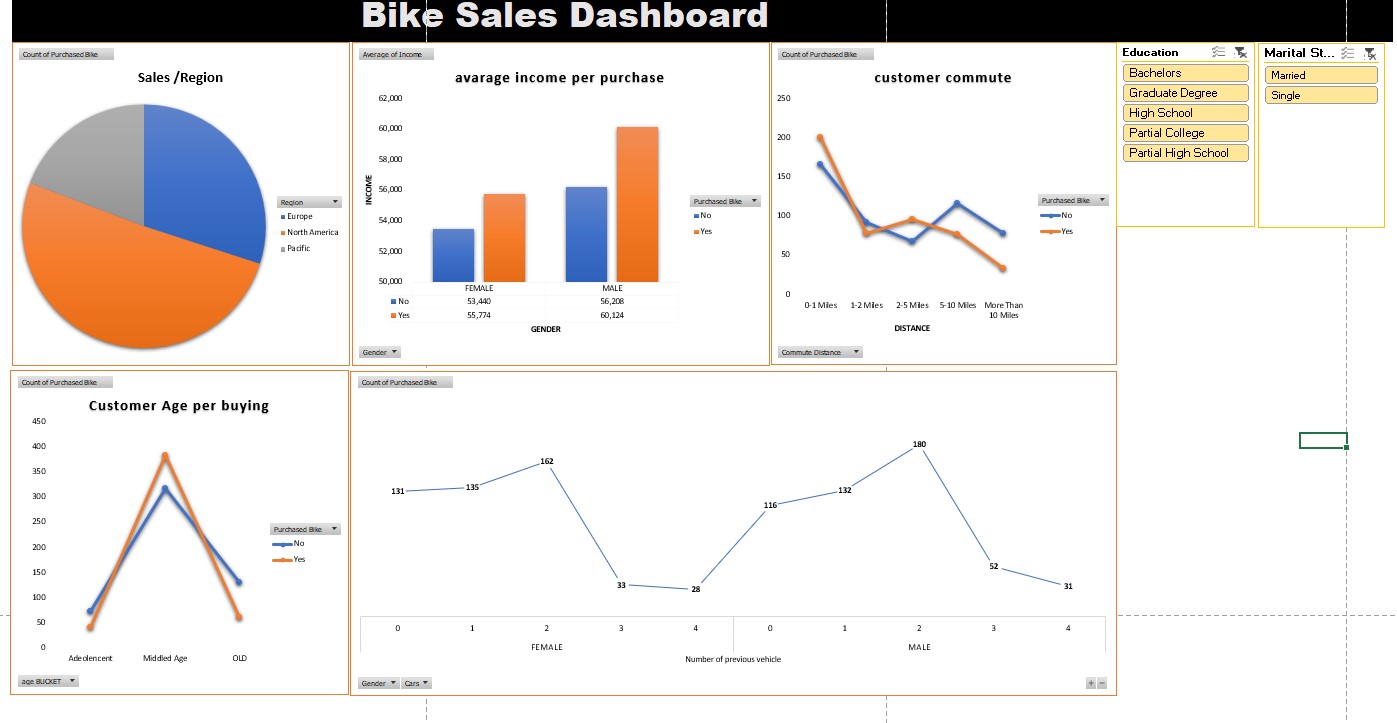 Bike Sales Dashboard
Count of Purchased Bike
Sales /Region
Region
Europe
North America
Pacific
Average of Income
avarage income per purchase
62,000
60,000
58,000
56,000
54,000
52,000
50,000
INCOME
FEMALE
MALE
No
53,440
56,208
Yes
55,774
60,124
GENDER
Purchased Bike
No
Yes
Gender
Count of Purchased Bike
customer commute
250
200
150
100
50
0
0-1 Miles
1-2 Miles
2-5 Miles
5-10 Miles
More Than
10 Miles
DISTANCE
Purchased Bike
No
Yes
Commute Distance
Education
Bachelors
Graduate Degree
High School
Partial College
Partial High School
Marital St...
Married
Single
Count of Purchased Bike
Customer Age per buying
450
400
350
300
250
200
150
100
50
0
Adeolencent
Middled Age
OLD
Purchased Bike
No
Yes
age BUCKET
Count of Purchased Bike
131
135
162
33
28
116
132
180
52
31
0
1
2
3
4
0
1
2
3
4
FEMALE
MALE
Number of previous vehicle
Gender
Cars